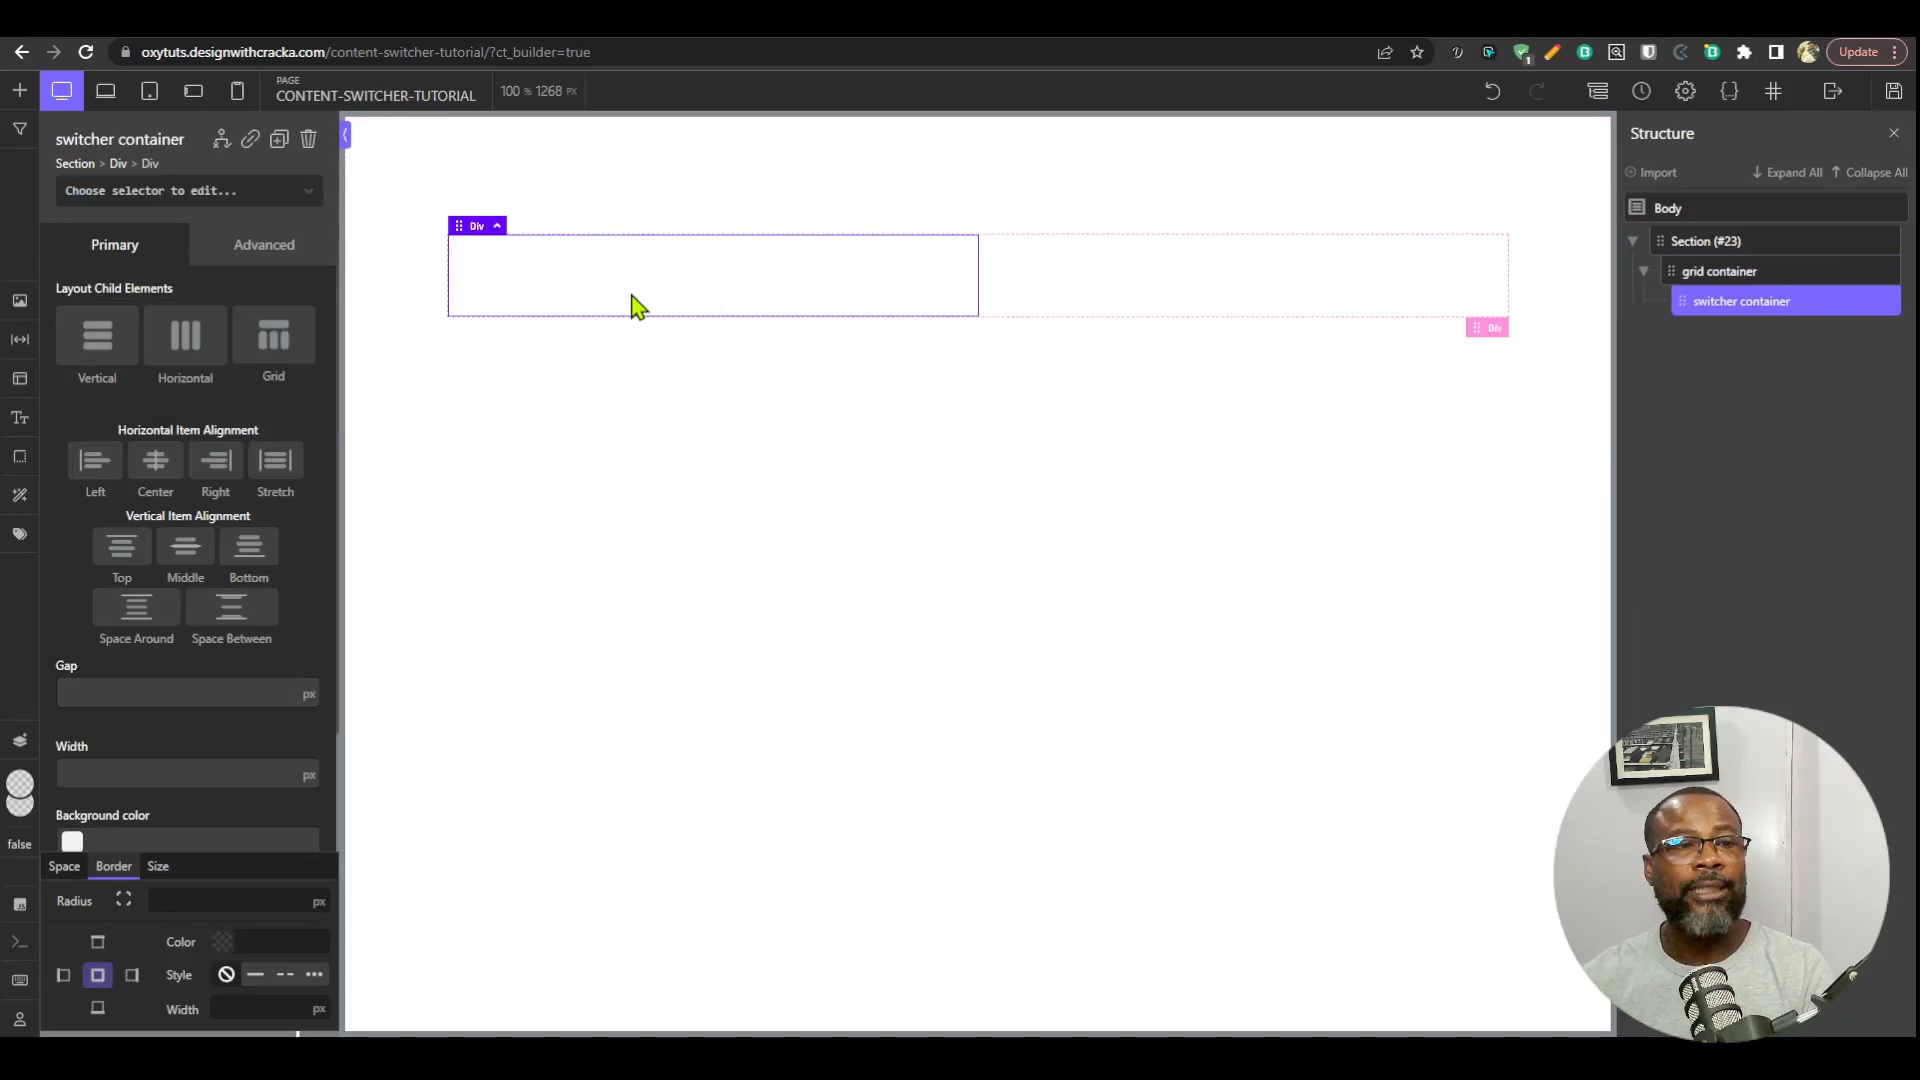 oxytuts.designwithcracka.com/content-switcher-tutorial/?ct_builder=true
Update
1
PAGE
CONTENT-SWITCHER-TUTORIAL
100 % 1268 PX
switcher container
Section > Div > Div
Choose selector to edit...
Primary
Advanced
Layout Child Elements
Vertical
Horizontal
Grid
Horizontal Item Alignment
Left
Center
Right
Stretch
Vertical Item Alignment
Top
Middle
Bottom
Space Around
Space Between
Gap
px
Width
px
Background color
false
Space
Border
Size
Radius
px
Color
Style
Width
px
Div
Div
Structure
Import
Expand All
Collapse All
Body
Section (#23)
grid container
switcher container